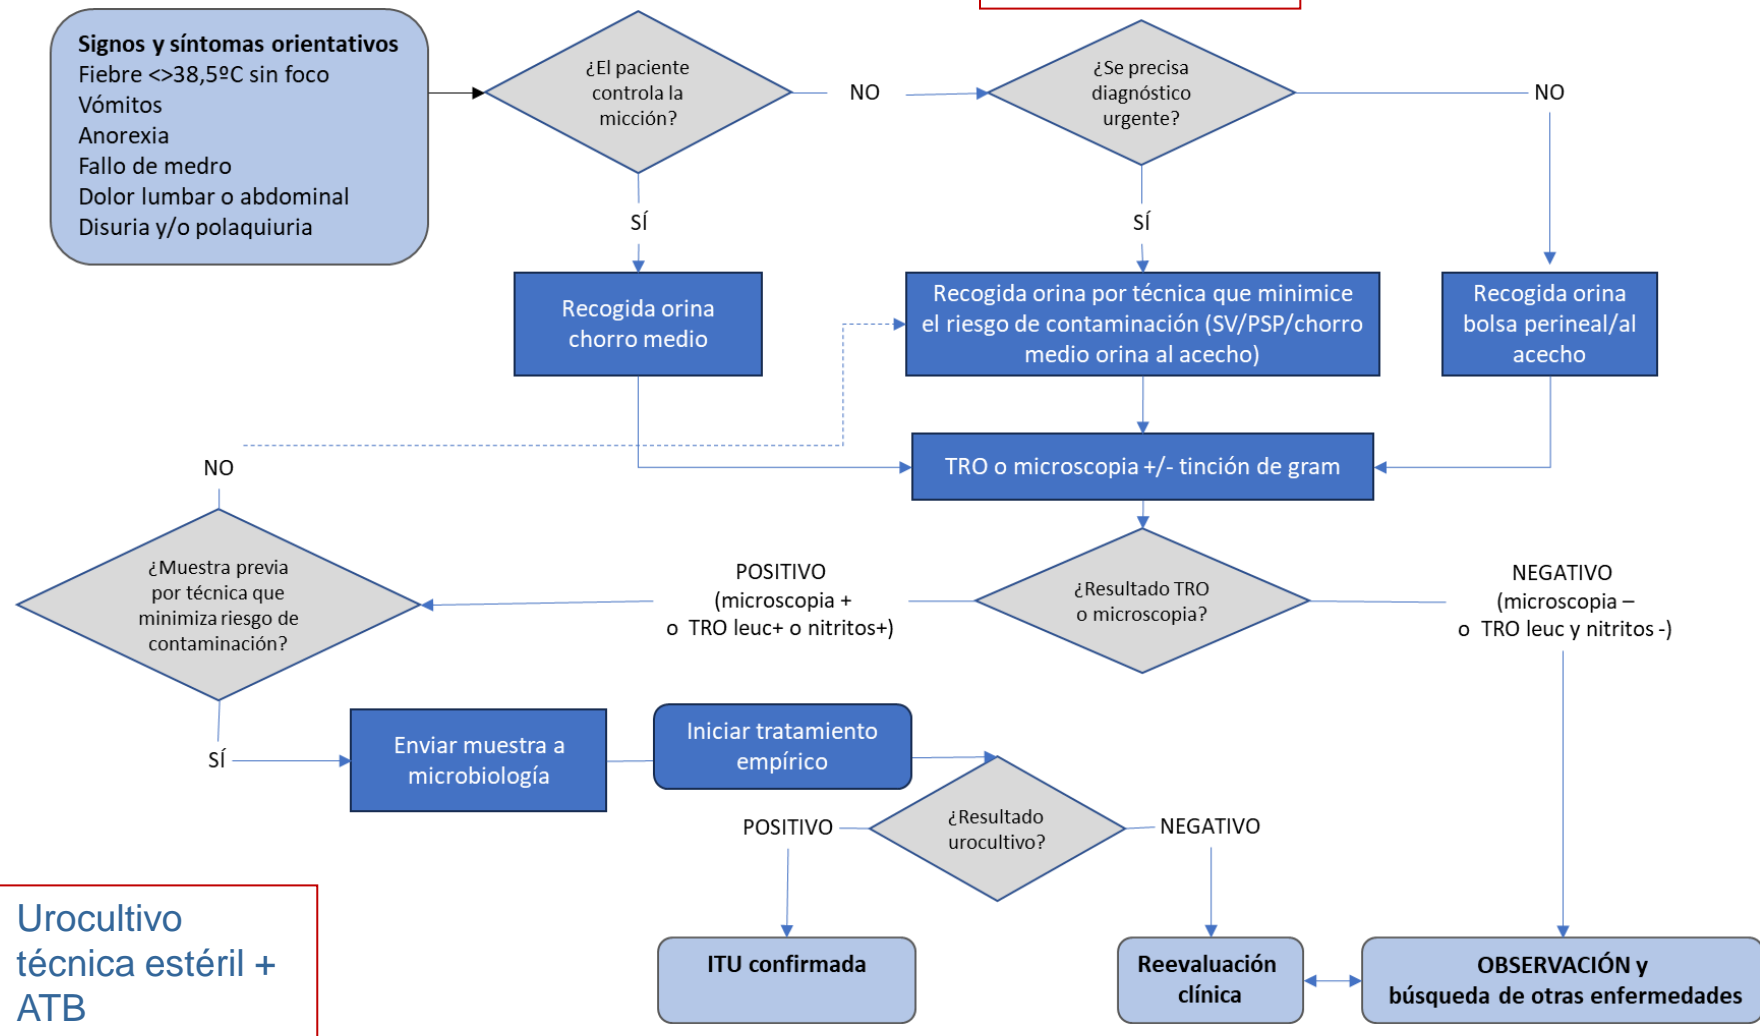 Signos y síntomas orientativos
Fiebre <>38,5ºC sin foco
Vómitos
Anorexia
Fallo de medro
Dolor lumbar o abdominal
Disuria y/o polaquiuria
¿El paciente
controla la
micción?
NO
¿Se precisa
diagnóstico
urgente?
NO
SÍ
SÍ
Recogida orina
chorro medio
Recogida orina por técnica que minimice
el riesgo de contaminación (SV/PSP/chorro
medio orina al acecho)
Recogida orina
bolsa perineal/al
acecho
NO
TRO o microscopia +/- tinción de gram
¿Muestra previa
por técnica que
minimiza riesgo de
contaminación?
POSITIVO
(microscopia +
o TRO leuc+ o nitritos+)
¿Resultado TRO
o microscopia?
NEGATIVO
(microscopia –
o TRO leuc y nitritos -)
SÍ
Enviar muestra a
microbiología
Iniciar tratamiento
empírico
POSITIVO
¿Resultado
urocultivo?
NEGATIVO
Urocultivo
técnica estéril +
ATB
ITU confirmada
Reevaluación
clínica
OBSERVACIÓN y
búsqueda de otras enfermedades